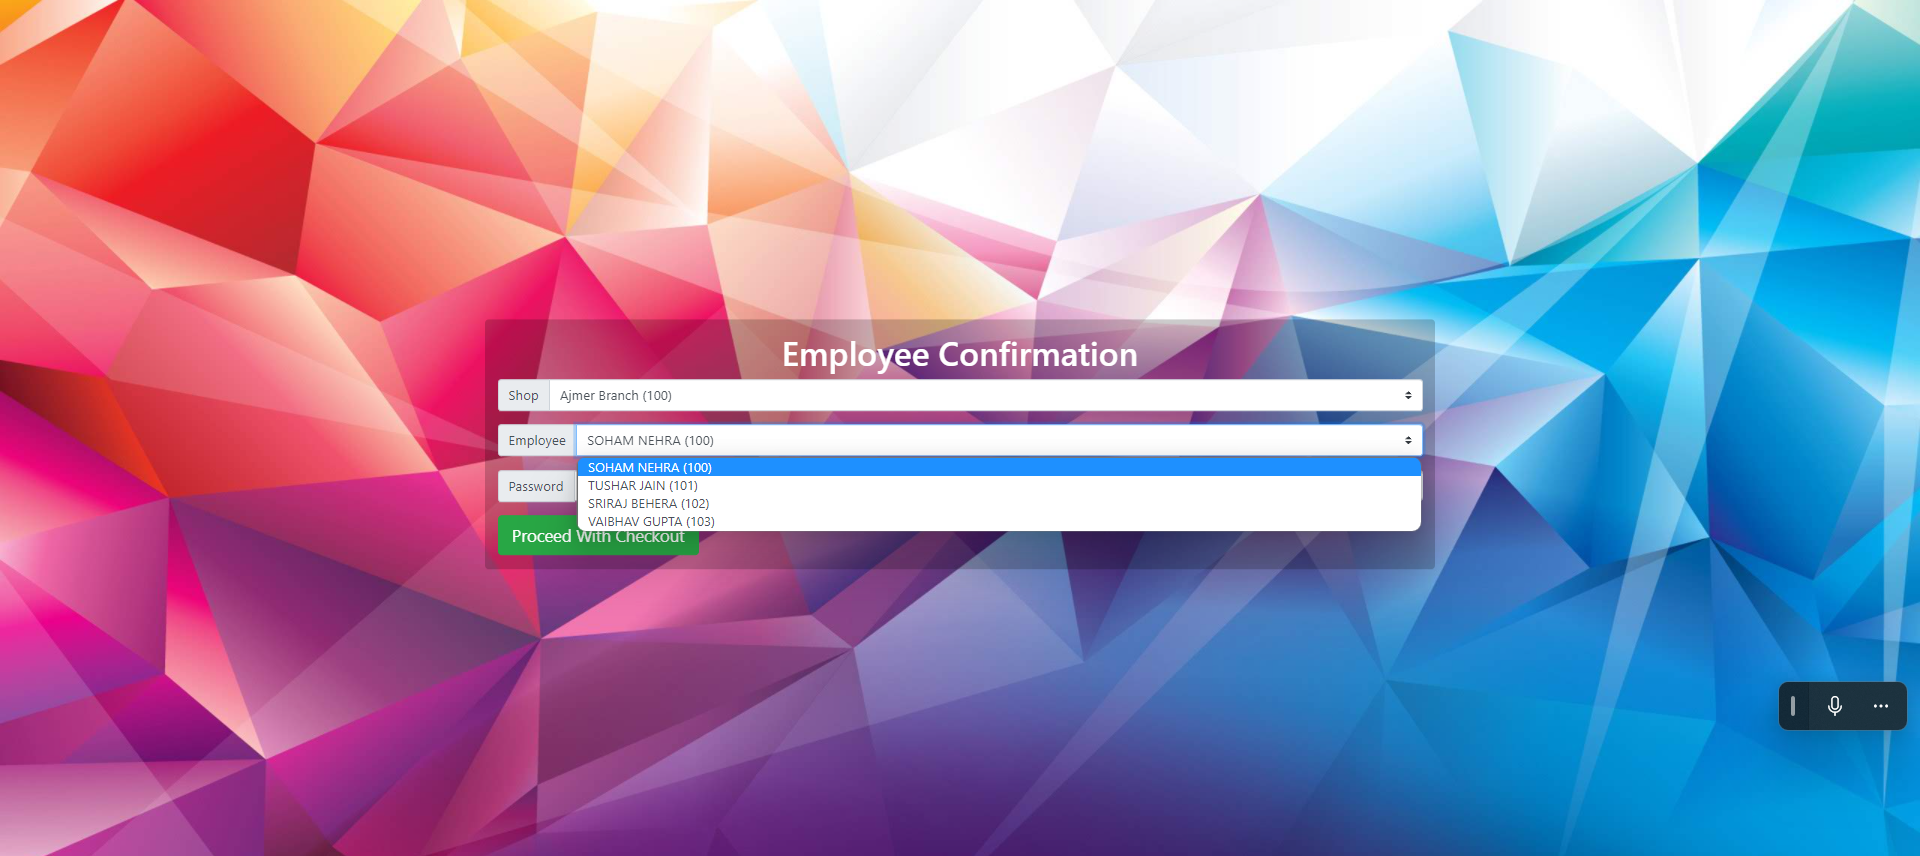 Employee Confirmation
Shop
Ajmer Branch (100)
Employee
SOHAM NEHRA (100)
SOHAM NEHRA (100)
TUSHAR JAIN (101)
SRIRAJ BEHERA (102)
VAIBHAV GUPTA (103)
Password
Proceed With Checkout